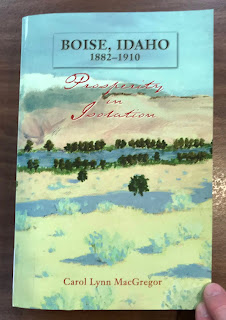 BOISE, IDAHO
1882–1910
Prosperity
in
Isolation
Carol Lynn MacGregor